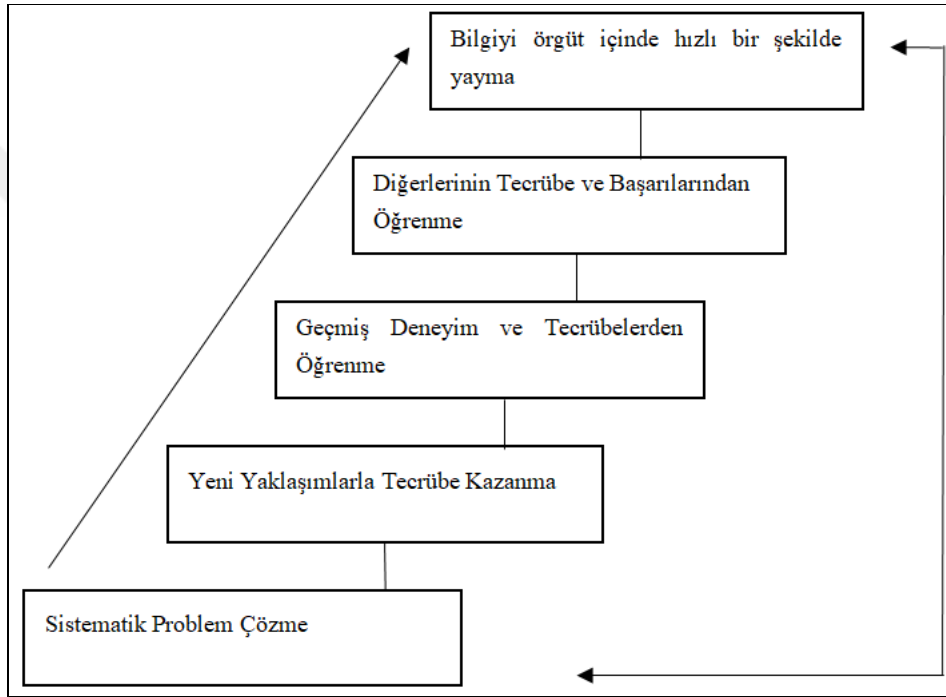 Bilgiyi örgüt içinde hızlı bir şekilde
yayma
Diğerlerinin Tecrübe ve Başarılarından
Öğrenme
Geçmiş Deneyim ve Tecrübelerden
Öğrenme
Yeni Yaklaşımlarla Tecrübe Kazanma
Sistematik Problem Çözme